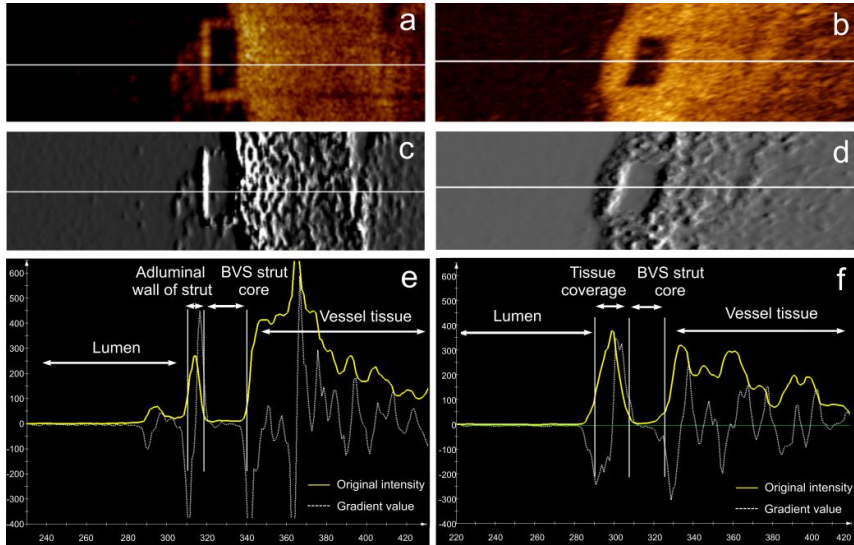 a
b
c
d
e
Adluminal wall of strut
BVS strut core
Vessel tissue
Lumen
600
500
400
300
200
100
0
-100
-200
-300
-400
240 260 280 300 320 340 360 380 400 420
Original intensity
Gradient value
f
Tissue coverage
BVS strut core
Lumen
Vessel tissue
600
500
400
300
200
100
0
-100
-200
-300
-400
220 240 260 280 300 320 340 360 380 400 420
Original intensity
Gradient value